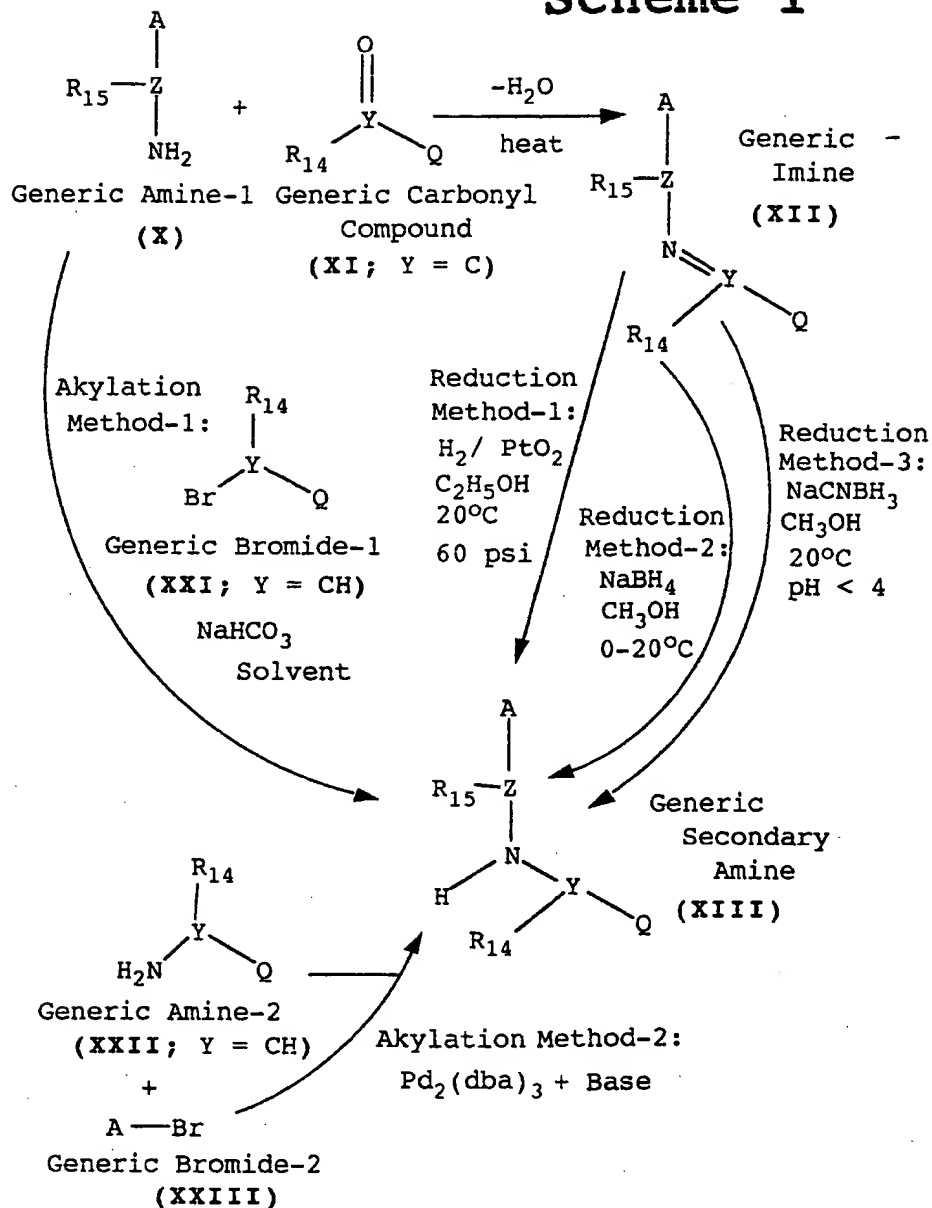 Scheme 1
A
R15—Z
NH2
+
O
Y
R14
Q
-H2O
heat
Generic Amine-1
(X)
Generic Carbonyl
Compound
(XI; Y = C)
A
R15—Z
N
Y
R14
Q
Generic -
Imine
(XII)
Akylation
Method-1:
R14
Y
Br
Q
Generic Bromide-1
(XXI; Y = CH)
NaHCO3
Solvent
Reduction
Method-1:
H2/ PtO2
C2H5OH
20°C
60 psi
Reduction
Method-2:
NaBH4
CH3OH
0-20°C
Reduction
Method-3:
NaCNBH3
CH3OH
20°C
pH < 4
A
R15—Z
N
H
Y
R14
Q
Generic
Secondary
Amine
(XIII)
R14
Y
H2N
Q
Generic Amine-2
(XXII; Y = CH)
+
A—Br
Generic Bromide-2
(XXIII)
Akylation Method-2:
Pd2(dba)3 + Base